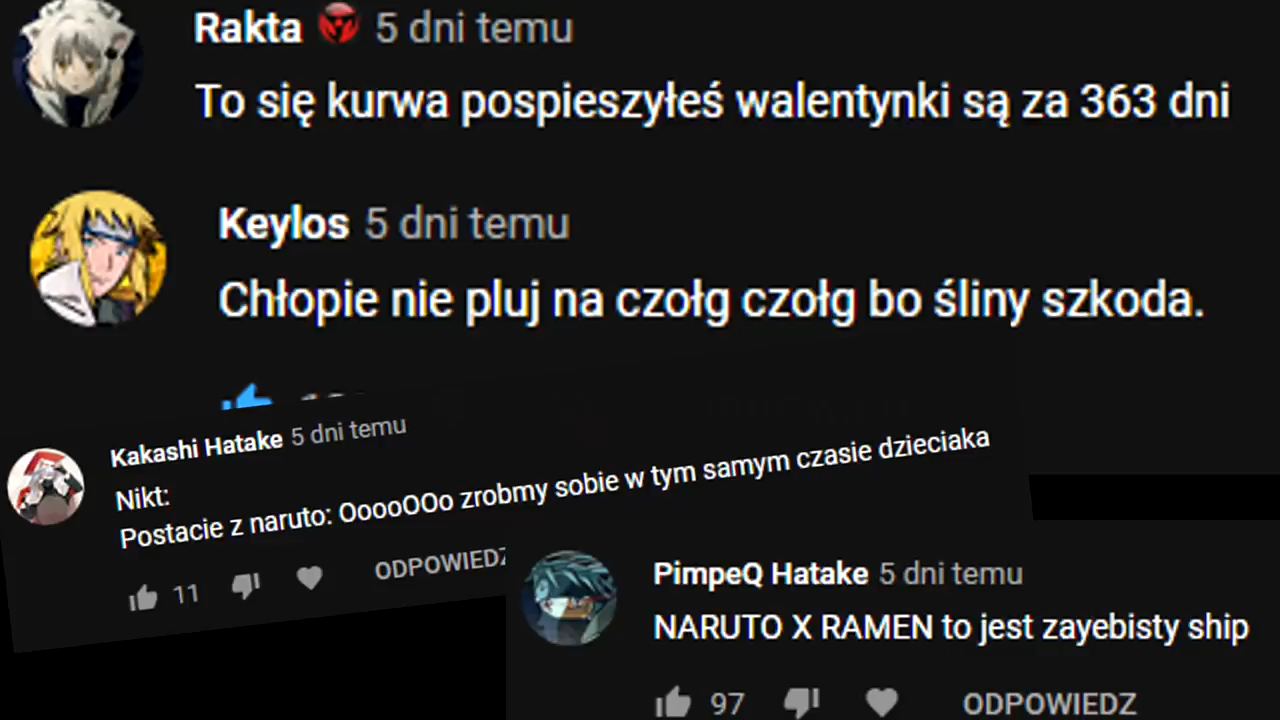 Rakta 5 dni temu
To się kurwa pospieszyłeś walentynki są za 363 dni
Keylos 5 dni temu
Chłopie nie pluj na czołg czołg bo śliny szkoda.
Kakashi Hatake 5 dni temu
Nikt:
Postacie z naruto: OoooOOo zrobmy sobie w tym samym czasie dzieciaka
11 ODPOWIEDZ
PimpeQ Hatake 5 dni temu
NARUTO X RAMEN to jest zayebisty ship
97 ODPOWIEDZ